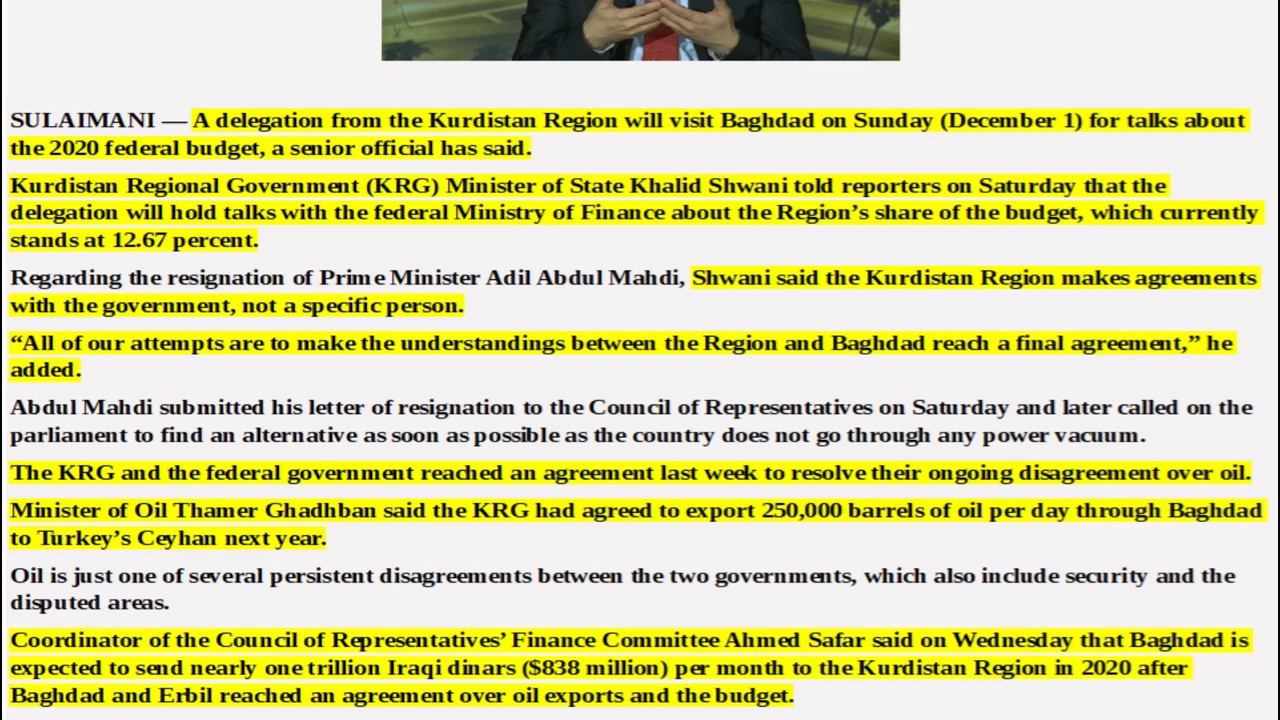 SULAIMANI — A delegation from the Kurdistan Region will visit Baghdad on Sunday (December 1) for talks about
the 2020 federal budget, a senior official has said.
Kurdistan Regional Government (KRG) Minister of State Khalid Shwani told reporters on Saturday that the
delegation will hold talks with the federal Ministry of Finance about the Region’s share of the budget, which currently
stands at 12.67 percent.
Regarding the resignation of Prime Minister Adil Abdul Mahdi, Shwani said the Kurdistan Region makes agreements
with the government, not a specific person.
“All of our attempts are to make the understandings between the Region and Baghdad reach a final agreement,” he
added.
Abdul Mahdi submitted his letter of resignation to the Council of Representatives on Saturday and later called on the
parliament to find an alternative as soon as possible as the country does not go through any power vacuum.
The KRG and the federal government reached an agreement last week to resolve their ongoing disagreement over oil.
Minister of Oil Thamer Ghadhban said the KRG had agreed to export 250,000 barrels of oil per day through Baghdad
to Turkey’s Ceyhan next year.
Oil is just one of several persistent disagreements between the two governments, which also include security and the
disputed areas.
Coordinator of the Council of Representatives’ Finance Committee Ahmed Safar said on Wednesday that Baghdad is
expected to send nearly one trillion Iraqi dinars ($838 million) per month to the Kurdistan Region in 2020 after
Baghdad and Erbil reached an agreement over oil exports and the budget.